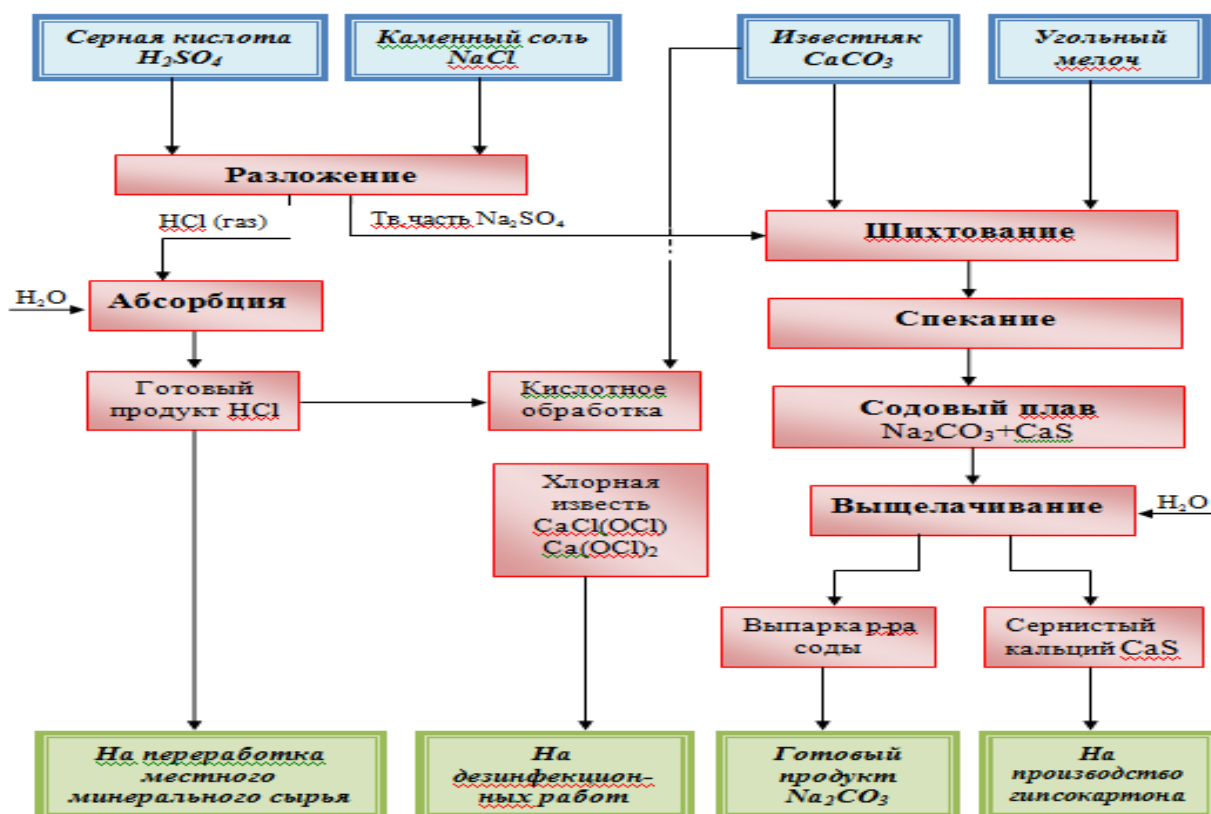 Серная кислота
H₂SO₄
Каменный соль
NaCl
Известняк
CaCO₃
Угольный
мелоч
Разложение
HCl (газ)
Тв. часть Na₂SO₄
Шихтование
H₂O
Абсорбция
Спекание
Готовый
продукт HCl
Кислотное
обработка
Содовый плав
Na₂CO₃+CaS
Хлорная
известь
CaCl(OCl)
Ca(OCl)₂
Выщелачивание
H₂O
Выпарка р-ра
соды
Сернистый
кальций CaS
На переработка
местного
минерального сырья
На
дезинфекцион-
ных работ
Готовый
продукт
Na₂CO₃
На
производство
гипсокартона